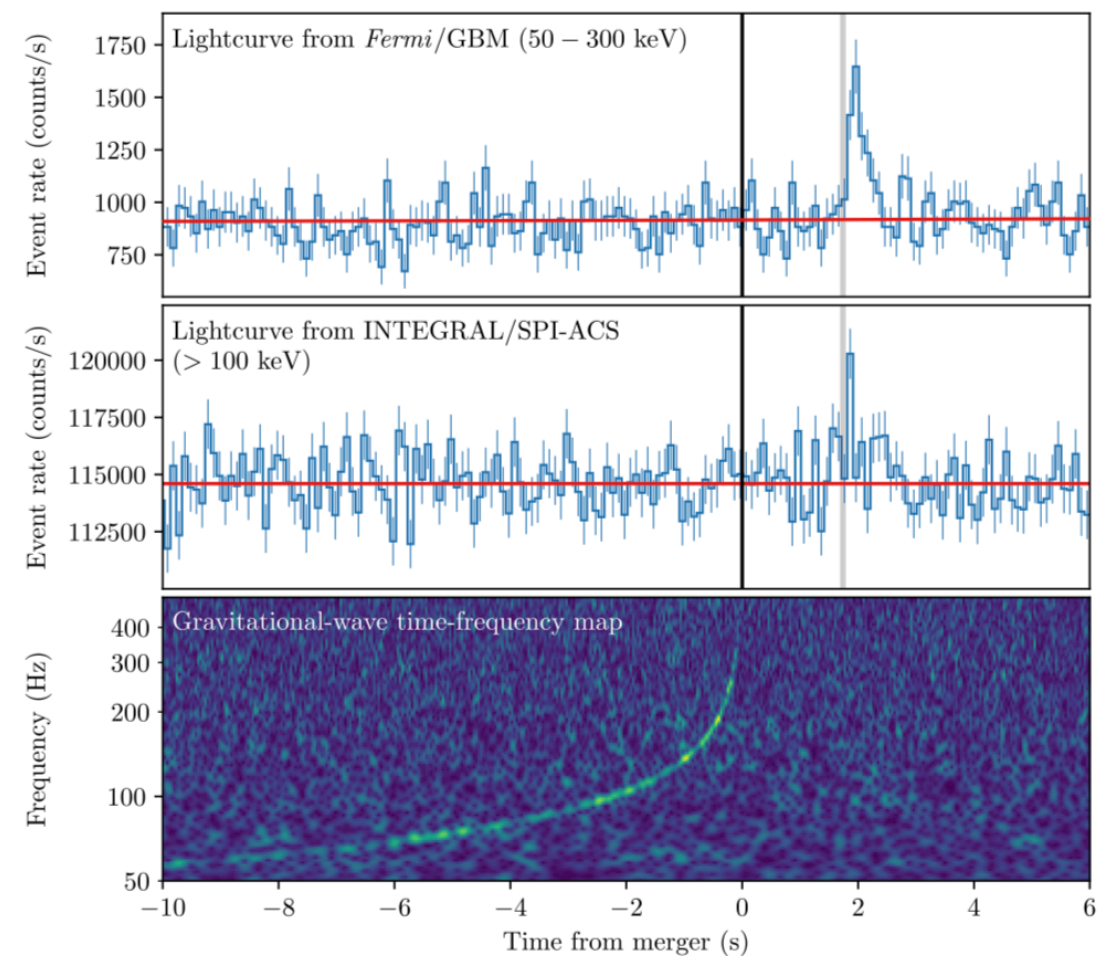 Lightcurve from Fermi/GBM (50 − 300 keV)
Event rate (counts/s)
1750
1500
1250
1000
750
Lightcurve from INTEGRAL/SPI-ACS
(> 100 keV)
Event rate (counts/s)
120000
117500
115000
112500
Gravitational-wave time-frequency map
Frequency (Hz)
400
300
200
100
50
−10 −8 −6 −4 −2 0 2 4 6
Time from merger (s)